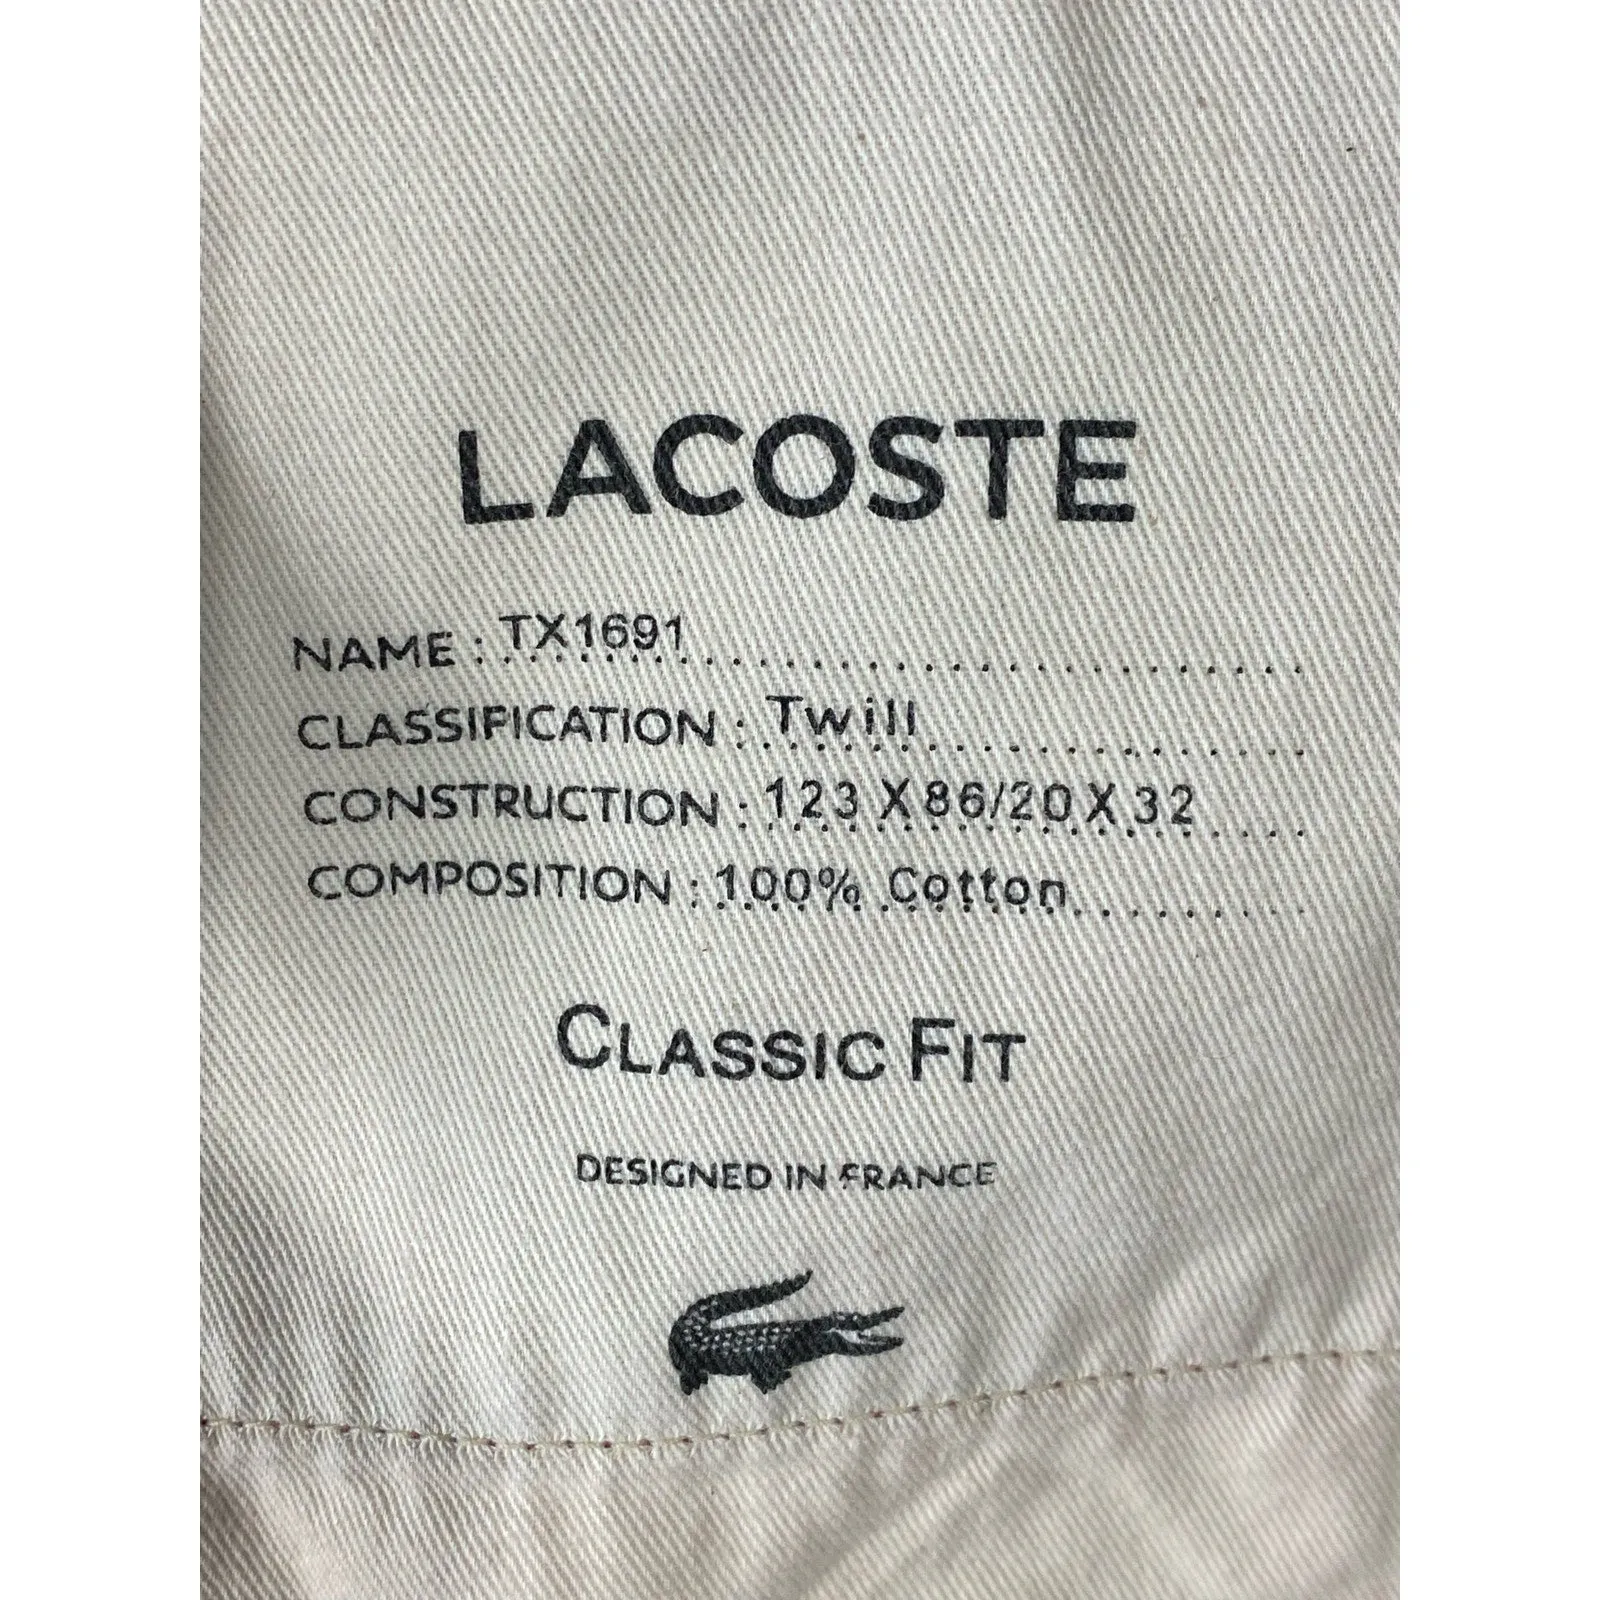 LACOSTE
NAME : TX1691
CLASSIFICATION : Twill
CONSTRUCTION : 123 X 86/20 X 32
COMPOSITION : 100% Cotton
CLASSIC FIT
DESIGNED IN FRANCE